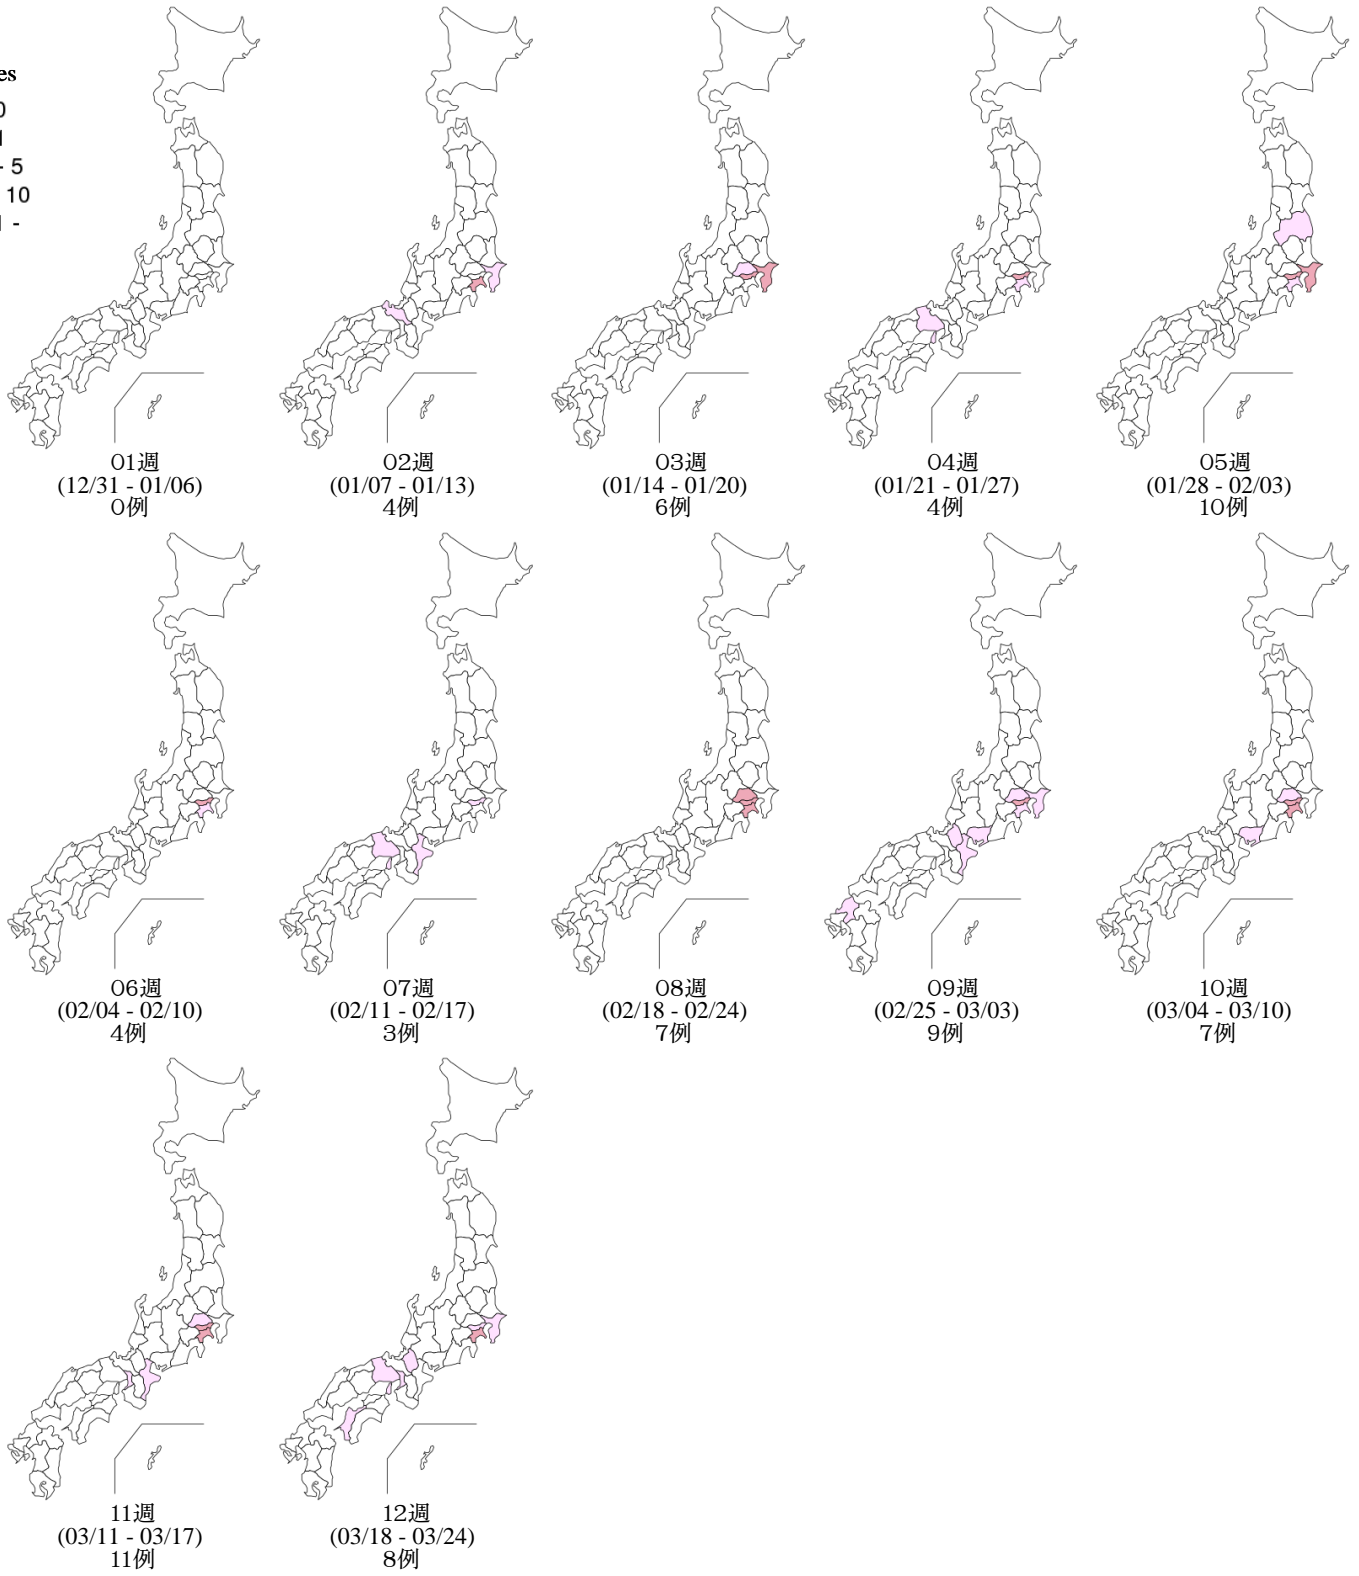 es
0
1
- 5
10
1 -
01週
(12/31 - 01/06)
0例
02週
(01/07 - 01/13)
4例
03週
(01/14 - 01/20)
6例
04週
(01/21 - 01/27)
4例
05週
(01/28 - 02/03)
10例
06週
(02/04 - 02/10)
4例
07週
(02/11 - 02/17)
3例
08週
(02/18 - 02/24)
7例
09週
(02/25 - 03/03)
9例
10週
(03/04 - 03/10)
7例
11週
(03/11 - 03/17)
11例
12週
(03/18 - 03/24)
8例